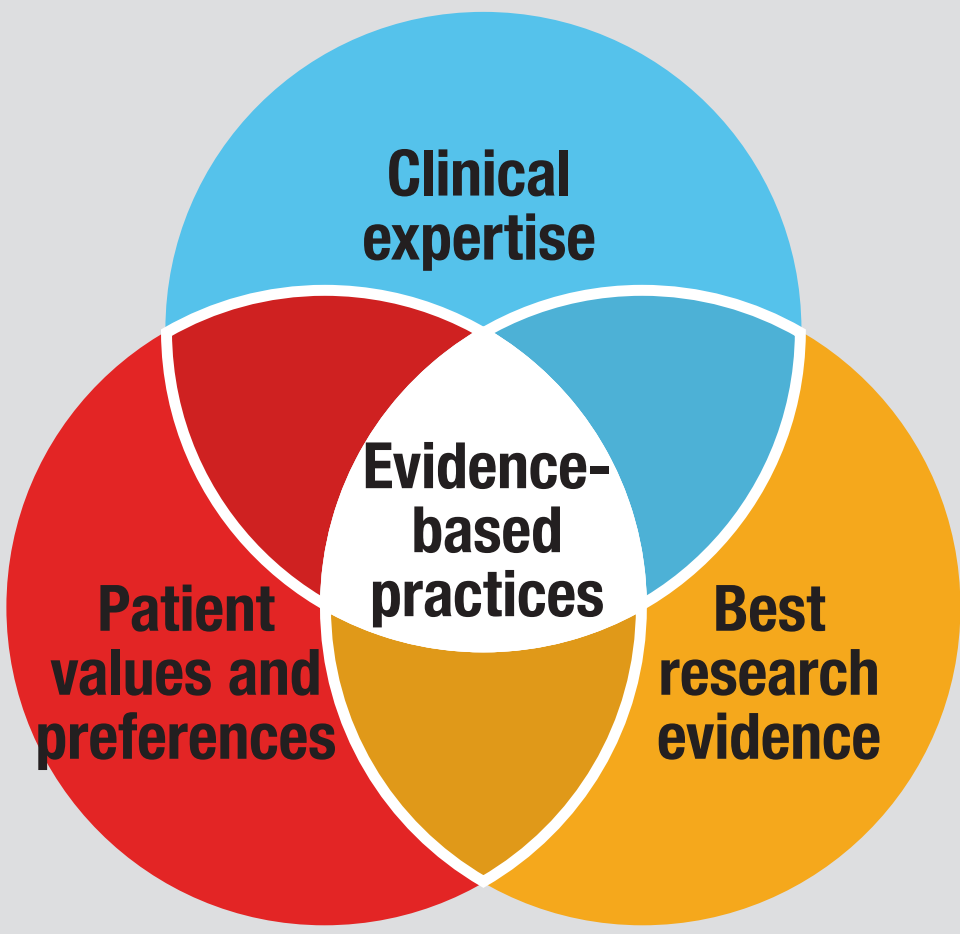 Clinical
expertise
Evidence-
based
practices
Patient
values and
preferences
Best
research
evidence